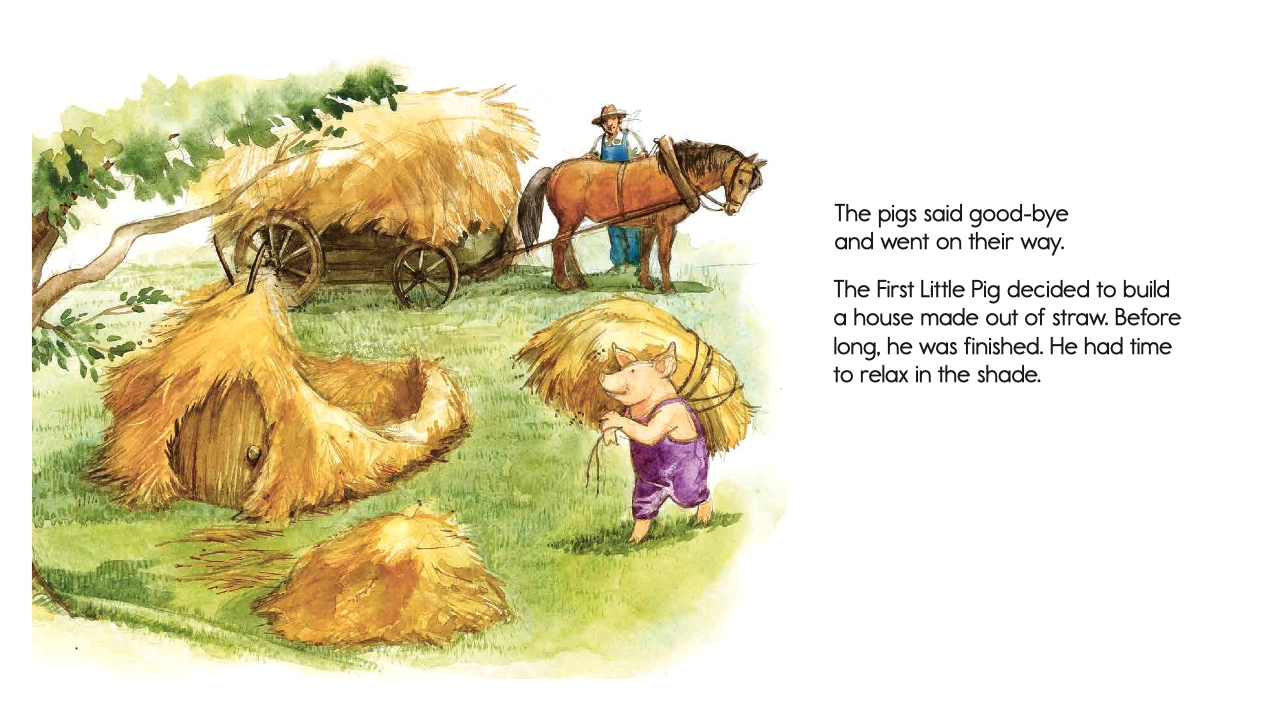 The pigs said good-bye
and went on their way.
The First Little Pig decided to build
a house made out of straw. Before
long, he was finished. He had time
to relax in the shade.